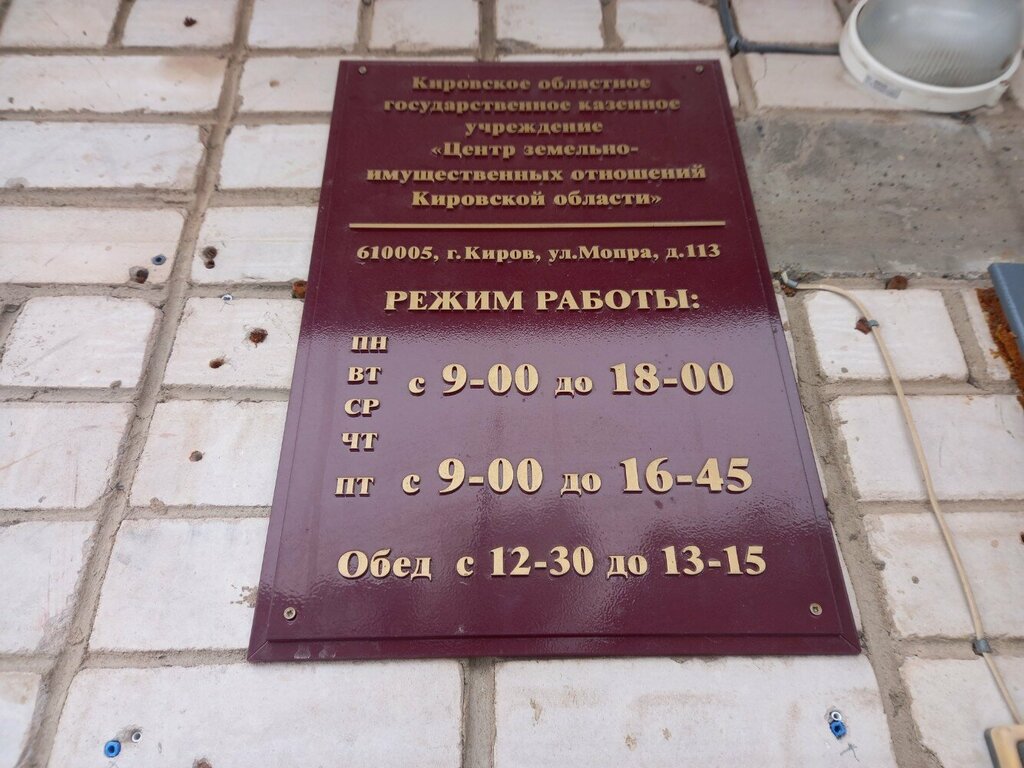 Кировское областное
государственное казенное
учреждение
«Центр земельно-
имущественных отношений
Кировской области»
610005, г. Киров, ул.Мопра, д.113
РЕЖИМ РАБОТЫ:
ПН
ВТ с 9-00 до 18-00
СР
ЧТ
ПТ с 9-00 до 16-45
Обед с 12-30 до 13-15